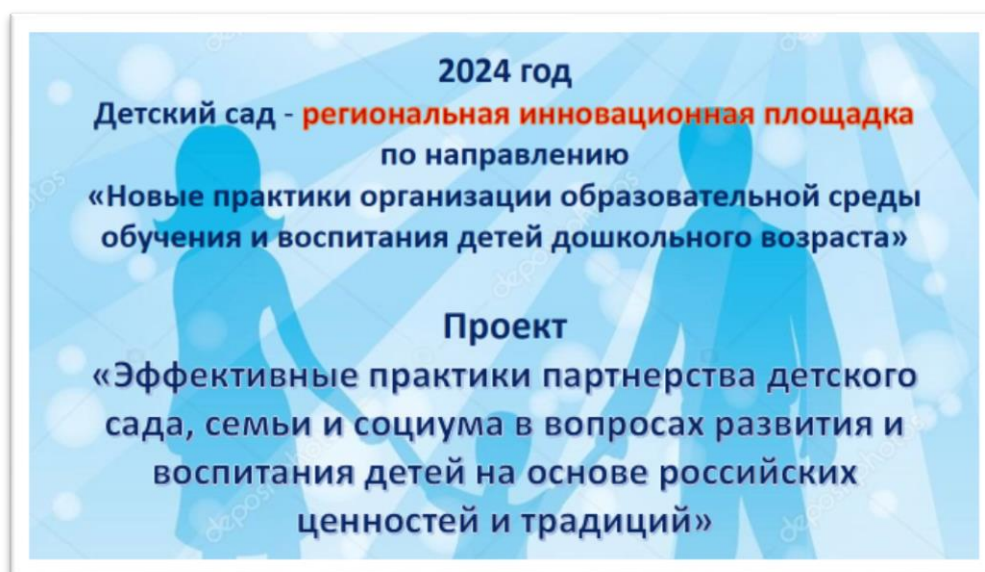 2024 год
Детский сад - региональная инновационная площадка
по направлению
«Новые практики организации образовательной среды
обучения и воспитания детей дошкольного возраста»
Проект
«Эффективные практики партнерства детского
сада, семьи и социума в вопросах развития и
воспитания детей на основе российских
ценностей и традиций»
depositphotos